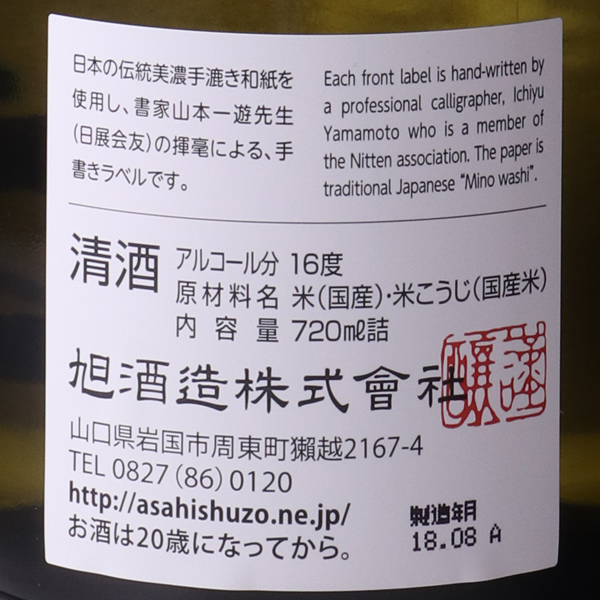 日本の伝統美濃手漉き和紙を
使用し、書家山本一遊先生
(日展会友)の揮毫による、手
書きラベルです。
Each front label is hand-written by
a professional calligrapher, Ichiyu
Yamamoto who is a member of
the Nitten association. The paper is
traditional Japanese “Mino washi”.
清酒
アルコール分 16度
原材料名 米(国産)・米こうじ(国産米)
内容量 720㎖詰
旭酒造株式會社
山口県岩国市周東町獺越2167-4
TEL 0827(86)0120
http://asahishuzo.ne.jp/
お酒は20歳になってから。
製造年月
18.08 A